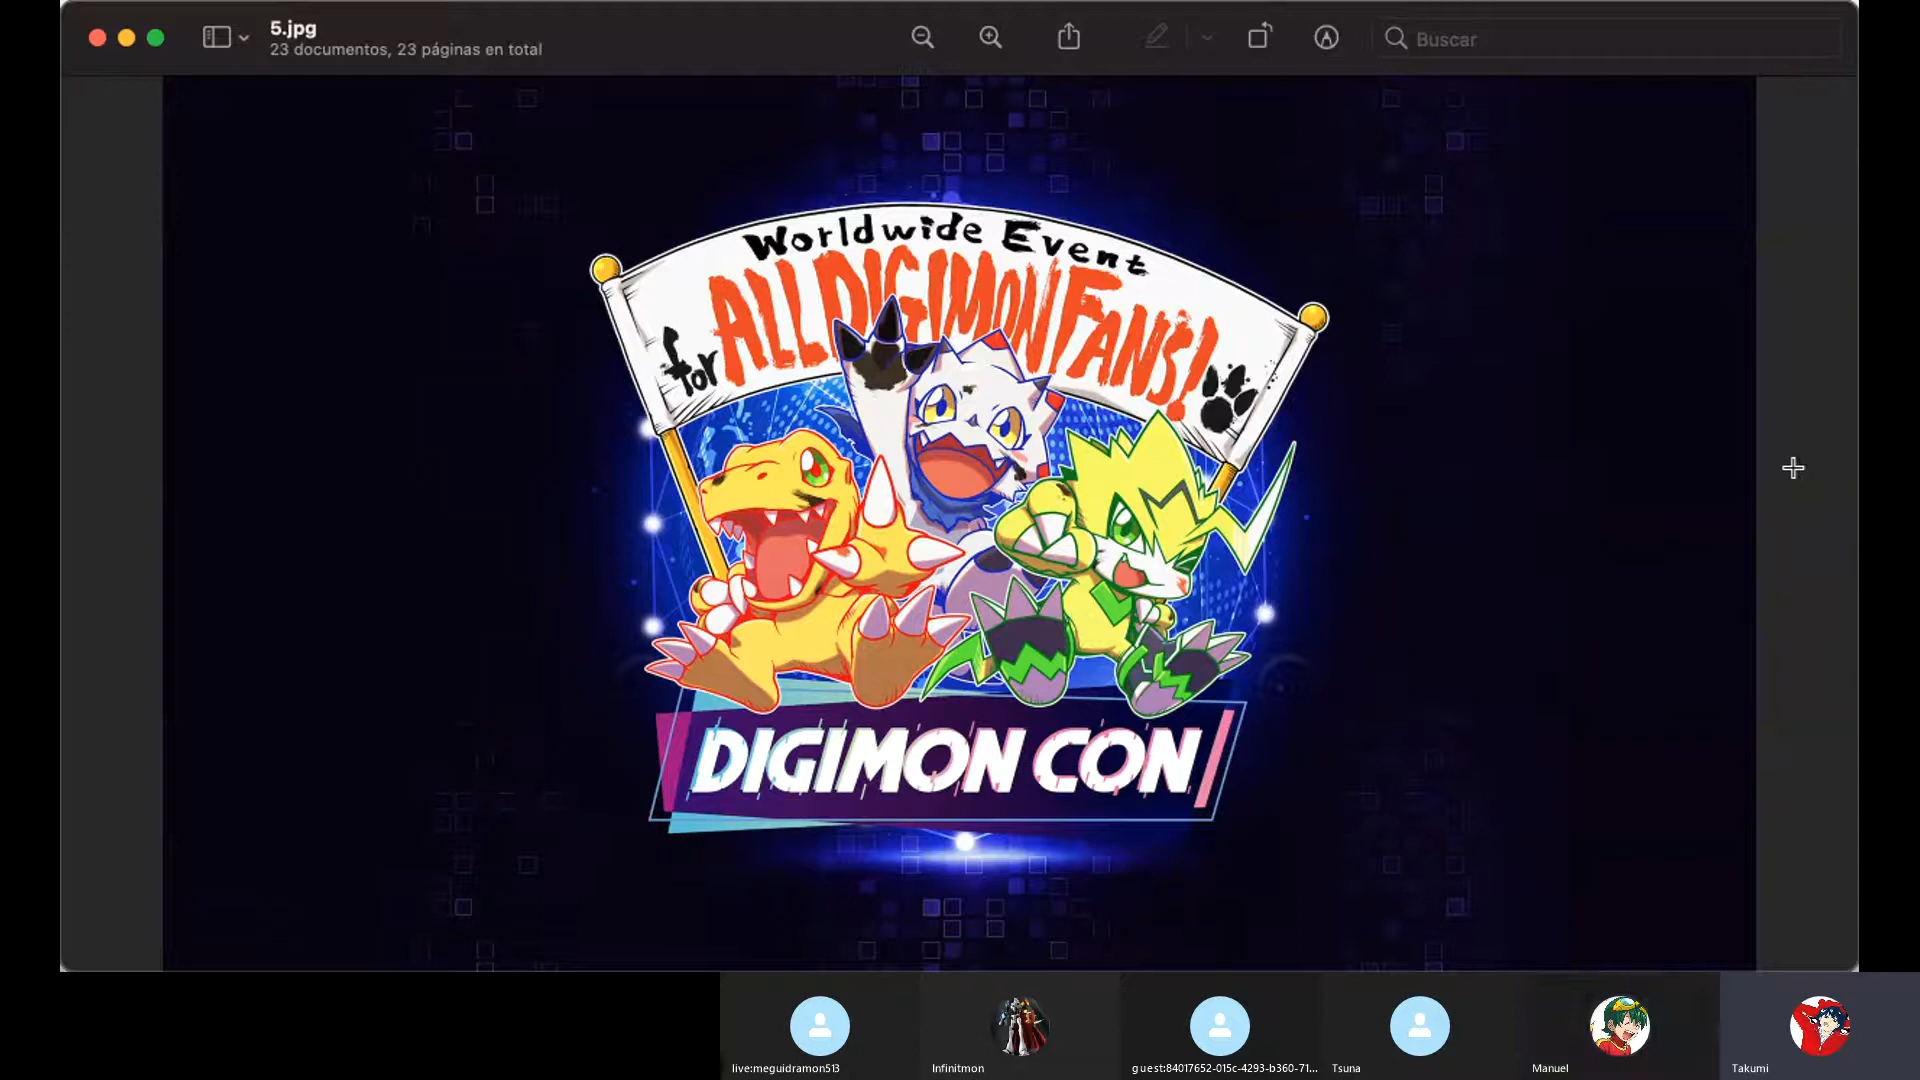 5.jpg
23 documentos, 23 páginas en total
Buscar
Worldwide Event
for ALL DIGIMON FANS!
DIGIMON CON
live:meguidramon513
Infinitmon
guest:84017652-015c-4293-b360-71...
Tsuna
Manuel
Takumi